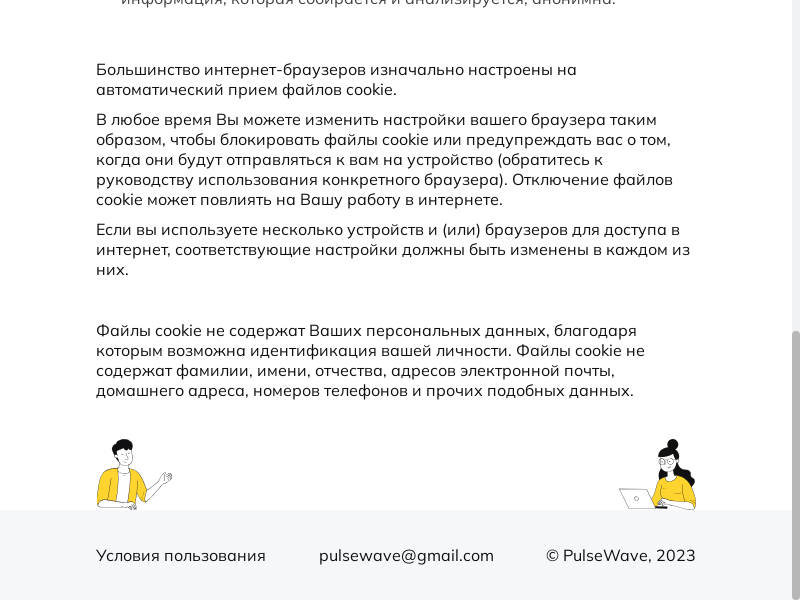 информация, которая собирается и анализируется, анонимна.
Большинство интернет-браузеров изначально настроены на
автоматический прием файлов cookie.
В любое время Вы можете изменить настройки вашего браузера таким
образом, чтобы блокировать файлы cookie или предупреждать вас о том,
когда они будут отправляться к вам на устройство (обратитесь к
руководству использования конкретного браузера). Отключение файлов
cookie может повлиять на Вашу работу в интернете.
Если вы используете несколько устройств и (или) браузеров для доступа в
интернет, соответствующие настройки должны быть изменены в каждом из
них.
Файлы cookie не содержат Ваших персональных данных, благодаря
которым возможна идентификация вашей личности. Файлы cookie не
содержат фамилии, имени, отчества, адресов электронной почты,
домашнего адреса, номеров телефонов и прочих подобных данных.
Условия пользования
pulsewave@gmail.com
© PulseWave, 2023